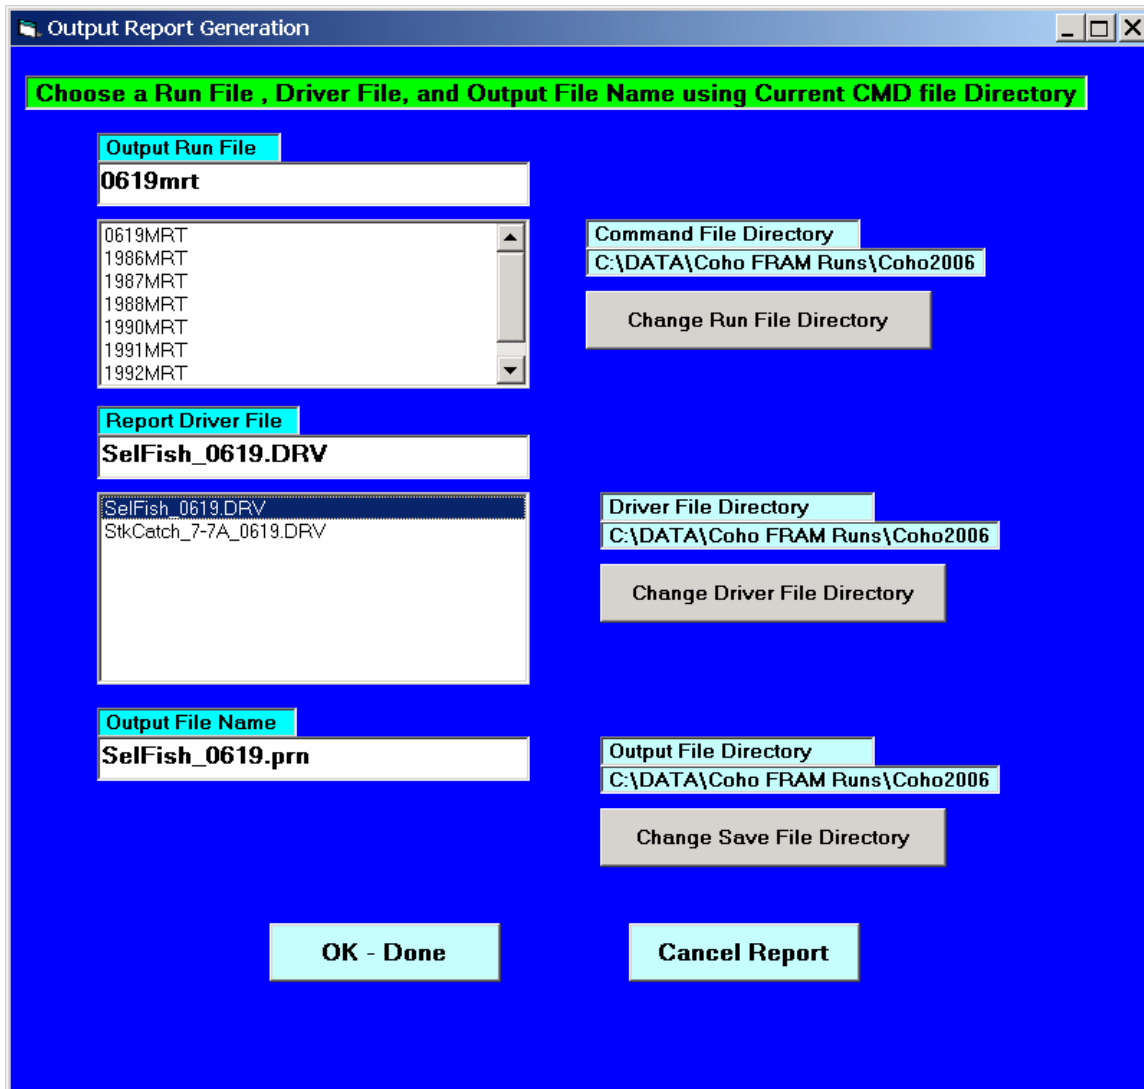 Output Report Generation
Choose a Run File , Driver File, and Output File Name using Current CMD file Directory
Output Run File
0619mrt
0619MRT
1986MRT
1987MRT
1988MRT
1990MRT
1991MRT
1992MRT
Command File Directory
C:\DATA\Coho FRAM Runs\Coho2006
Change Run File Directory
Report Driver File
SelFish_0619.DRV
SelFish_0619.DRV
StkCatch_7-7A_0619.DRV
Driver File Directory
C:\DATA\Coho FRAM Runs\Coho2006
Change Driver File Directory
Output File Name
SelFish_0619.prn
Output File Directory
C:\DATA\Coho FRAM Runs\Coho2006
Change Save File Directory
OK - Done
Cancel Report